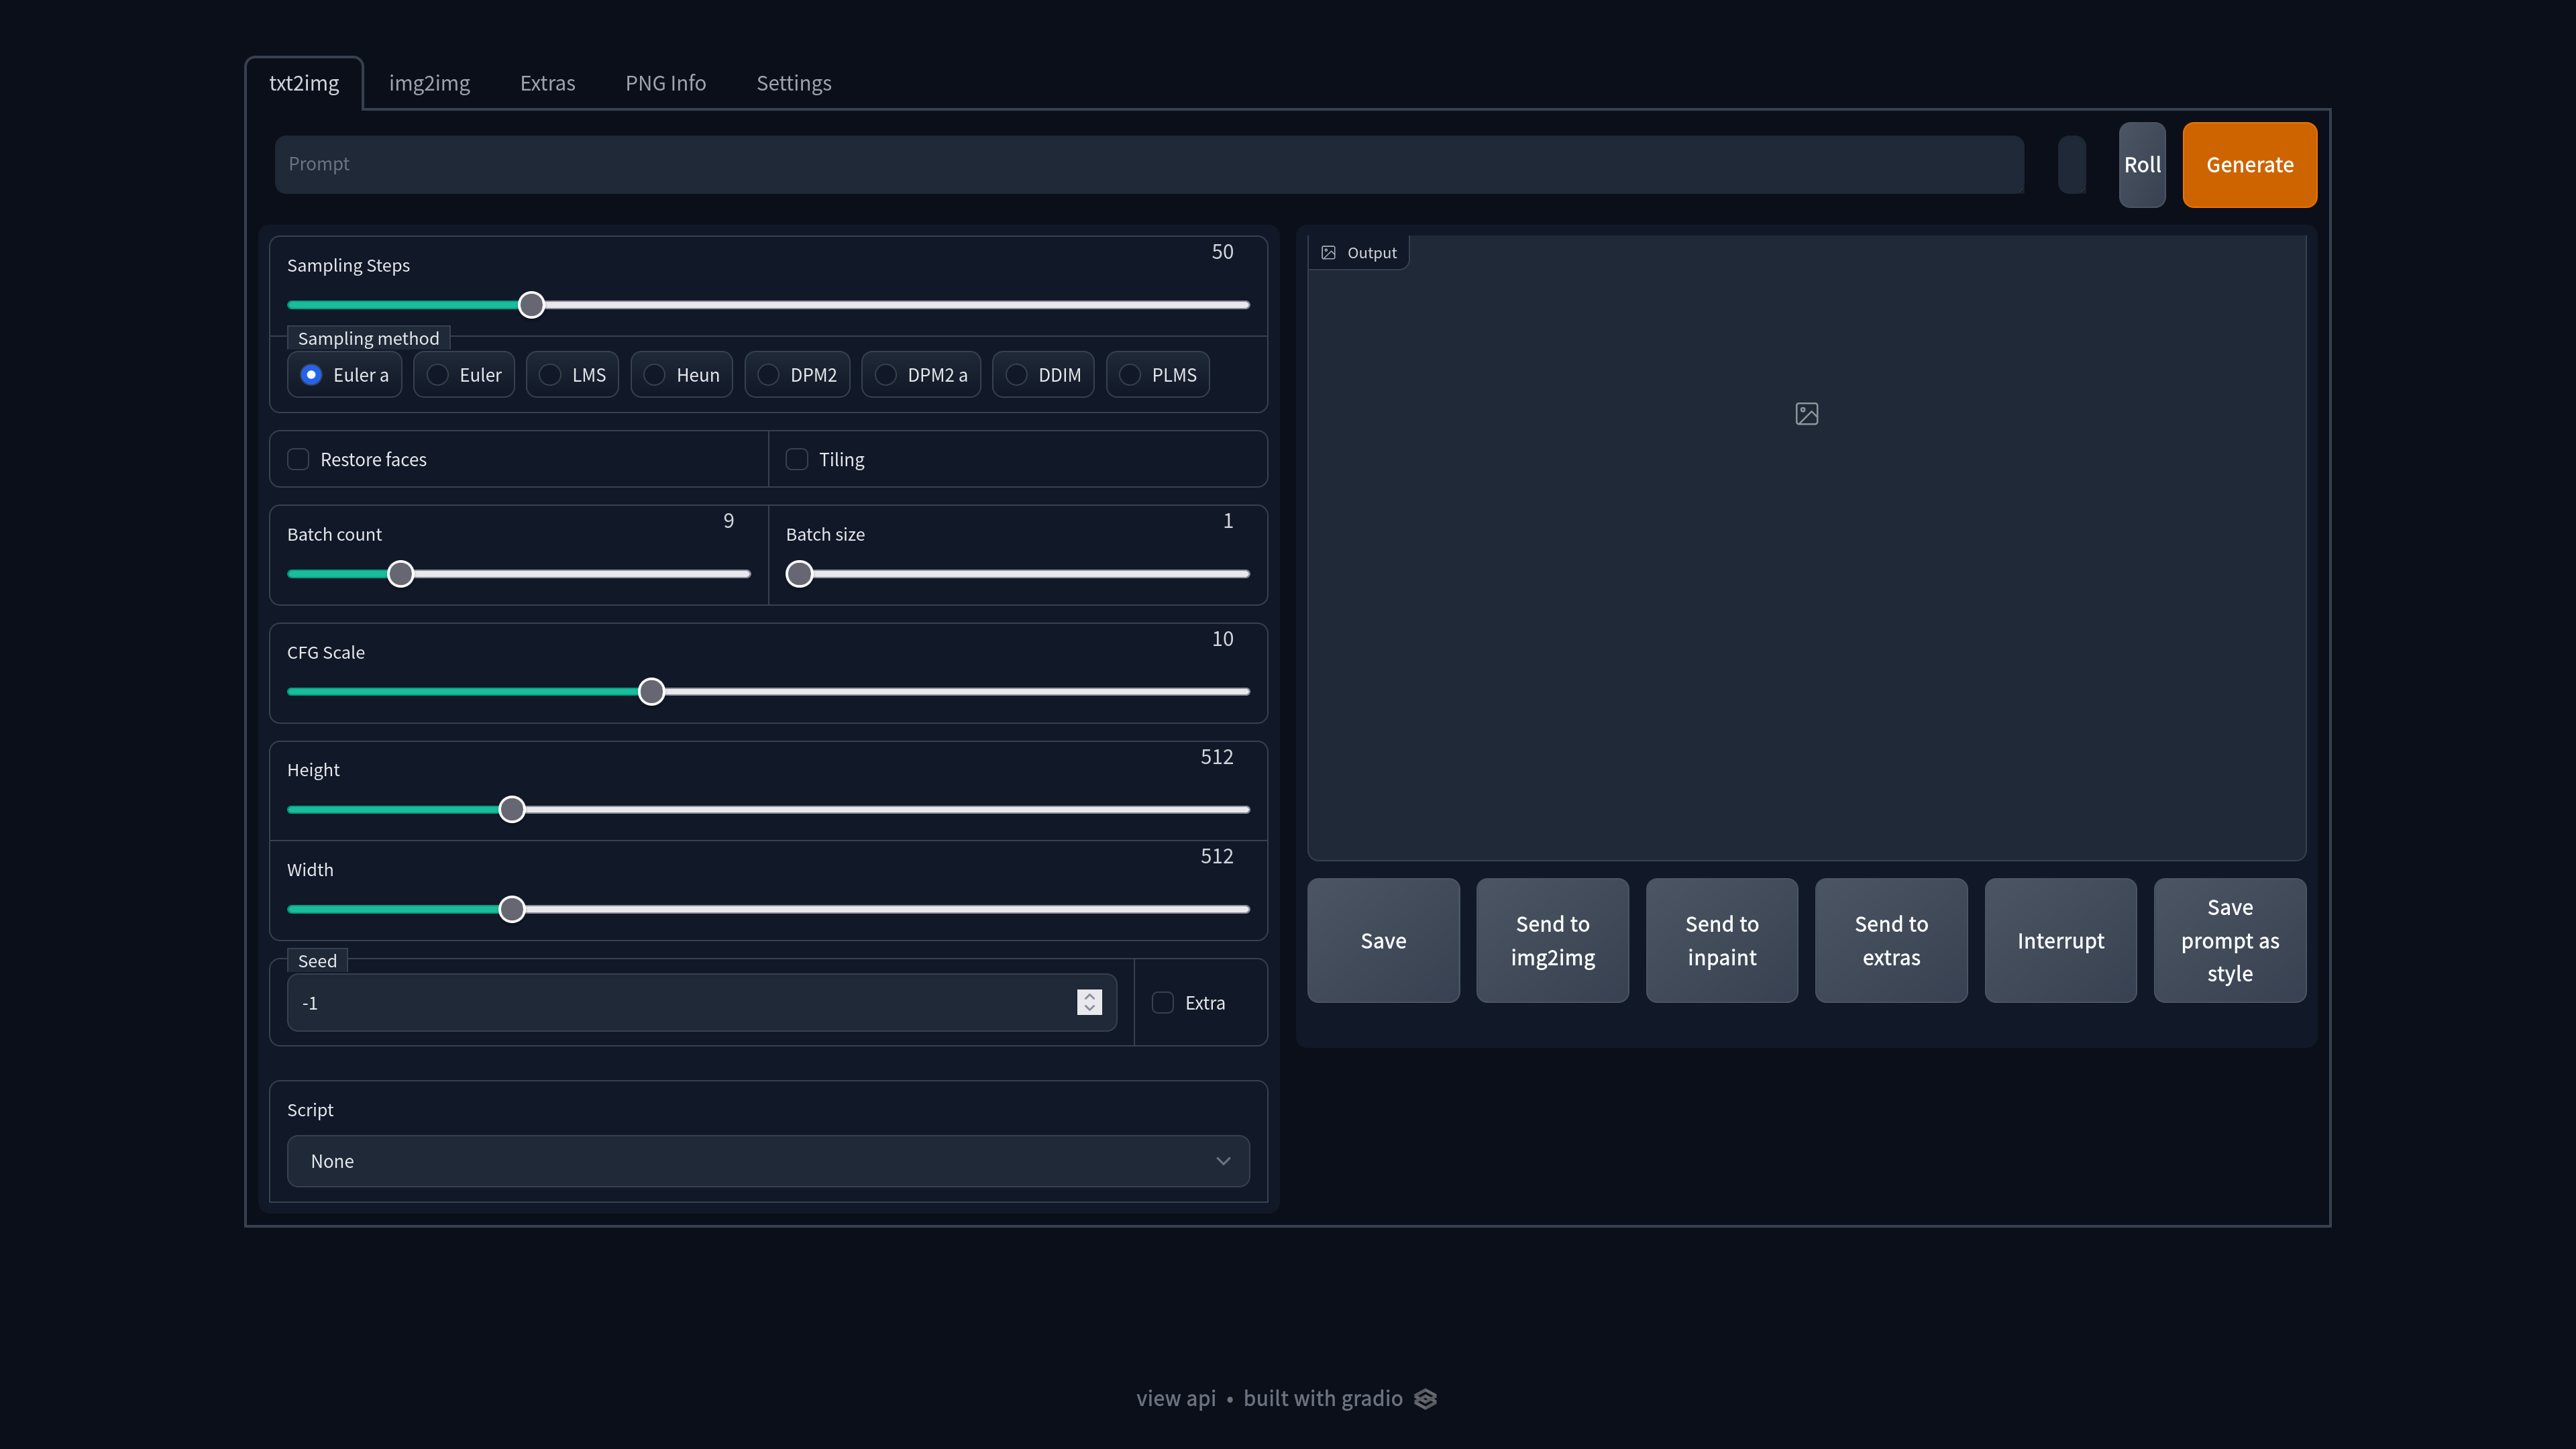 txt2img img2img Extras PNG Info Settings
Prompt
Roll
Generate
Sampling Steps
50
Sampling method
Euler a Euler LMS Heun DPM2 DPM2 a DDIM PLMS
Restore faces
Tiling
Batch count
9
Batch size
1
CFG Scale
10
Height
512
Width
512
Seed
-1
Extra
Script
None
Output
Save
Send to
img2img
Send to
inpaint
Send to
extras
Interrupt
Save
prompt as
style
view api • built with gradio